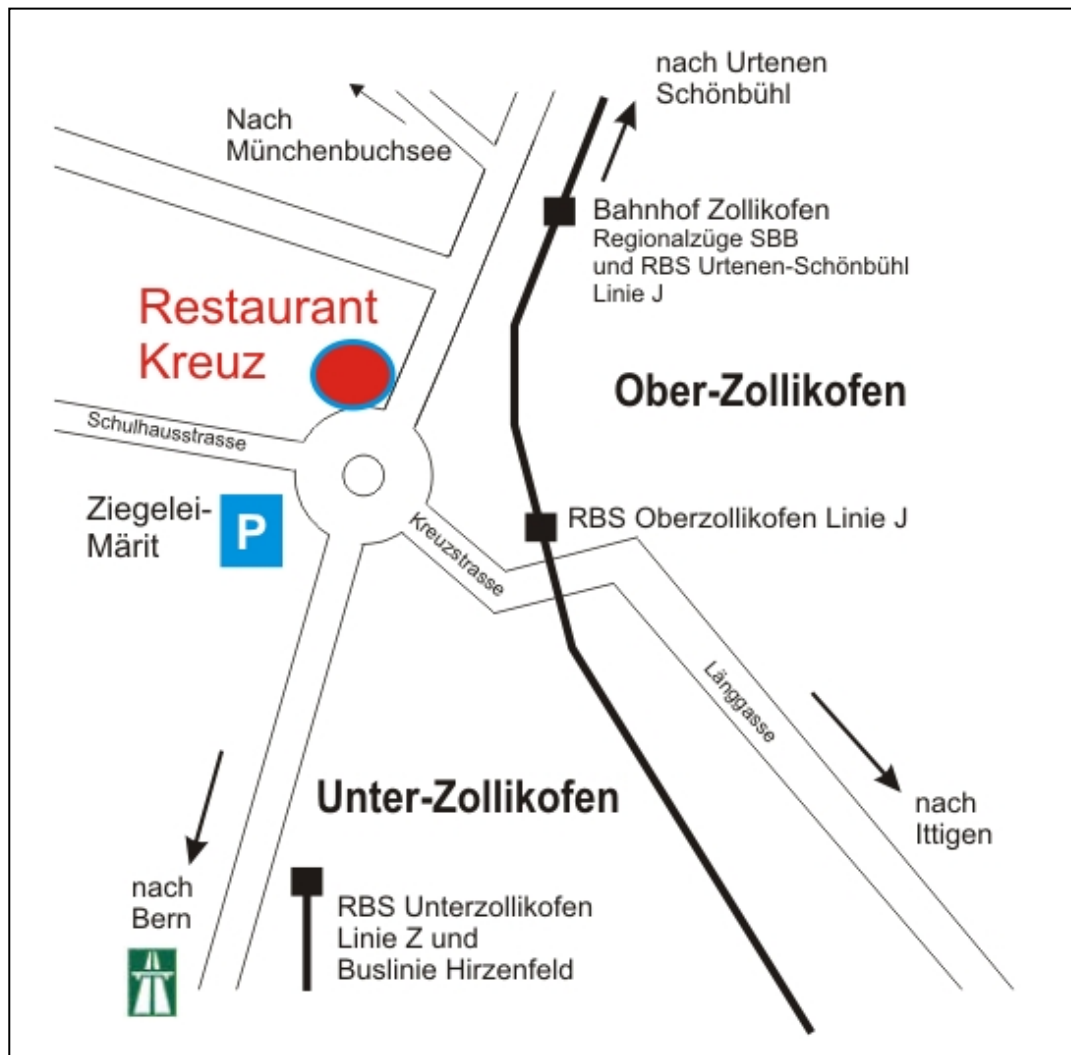 nach Urtenen
Schönbühl
Nach
Münchenbuchsee
Bahnhof Zollikofen
Regionalzüge SBB
und RBS Urtenen-Schönbühl
Linie J
Restaurant
Kreuz
Ober-Zollikofen
Schulhausstrasse
Ziegelei-
Märit
P
RBS Oberzollikofen Linie J
Kreuzstrasse
Länggasse
Unter-Zollikofen
nach
Ittigen
nach
Bern
RBS Unterzollikofen
Linie Z und
Buslinie Hirzenfeld